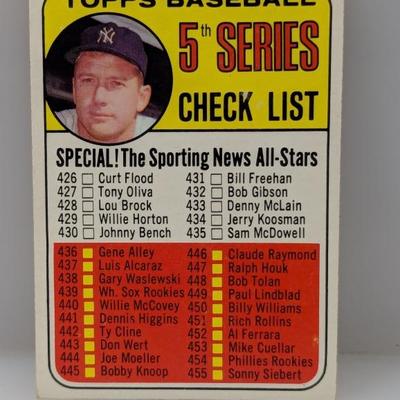 TOPPS BASEBALL
5th SERIES
CHECK LIST
NY
SPECIAL! The Sporting News All-Stars
426 Curt Flood
427 Tony Oliva
428 Lou Brock
429 Willie Horton
430 Johnny Bench
431 Bill Freehan
432 Bob Gibson
433 Denny McLain
434 Jerry Koosman
435 Sam McDowell
436 Gene Alley
437 Luis Alcaraz
438 Gary Waslewski
439 Wh. Sox Rookies
440 Willie McCovey
441 Dennis Higgins
442 Ty Cline
443 Don Wert
444 Joe Moeller
445 Bobby Knoop
446 Claude Raymond
447 Ralph Houk
448 Bob Tolan
449 Paul Lindblad
450 Billy Williams
451 Rich Rollins
452 Al Ferrara
453 Mike Cuellar
454 Phillies Rookies
455 Sonny Siebert